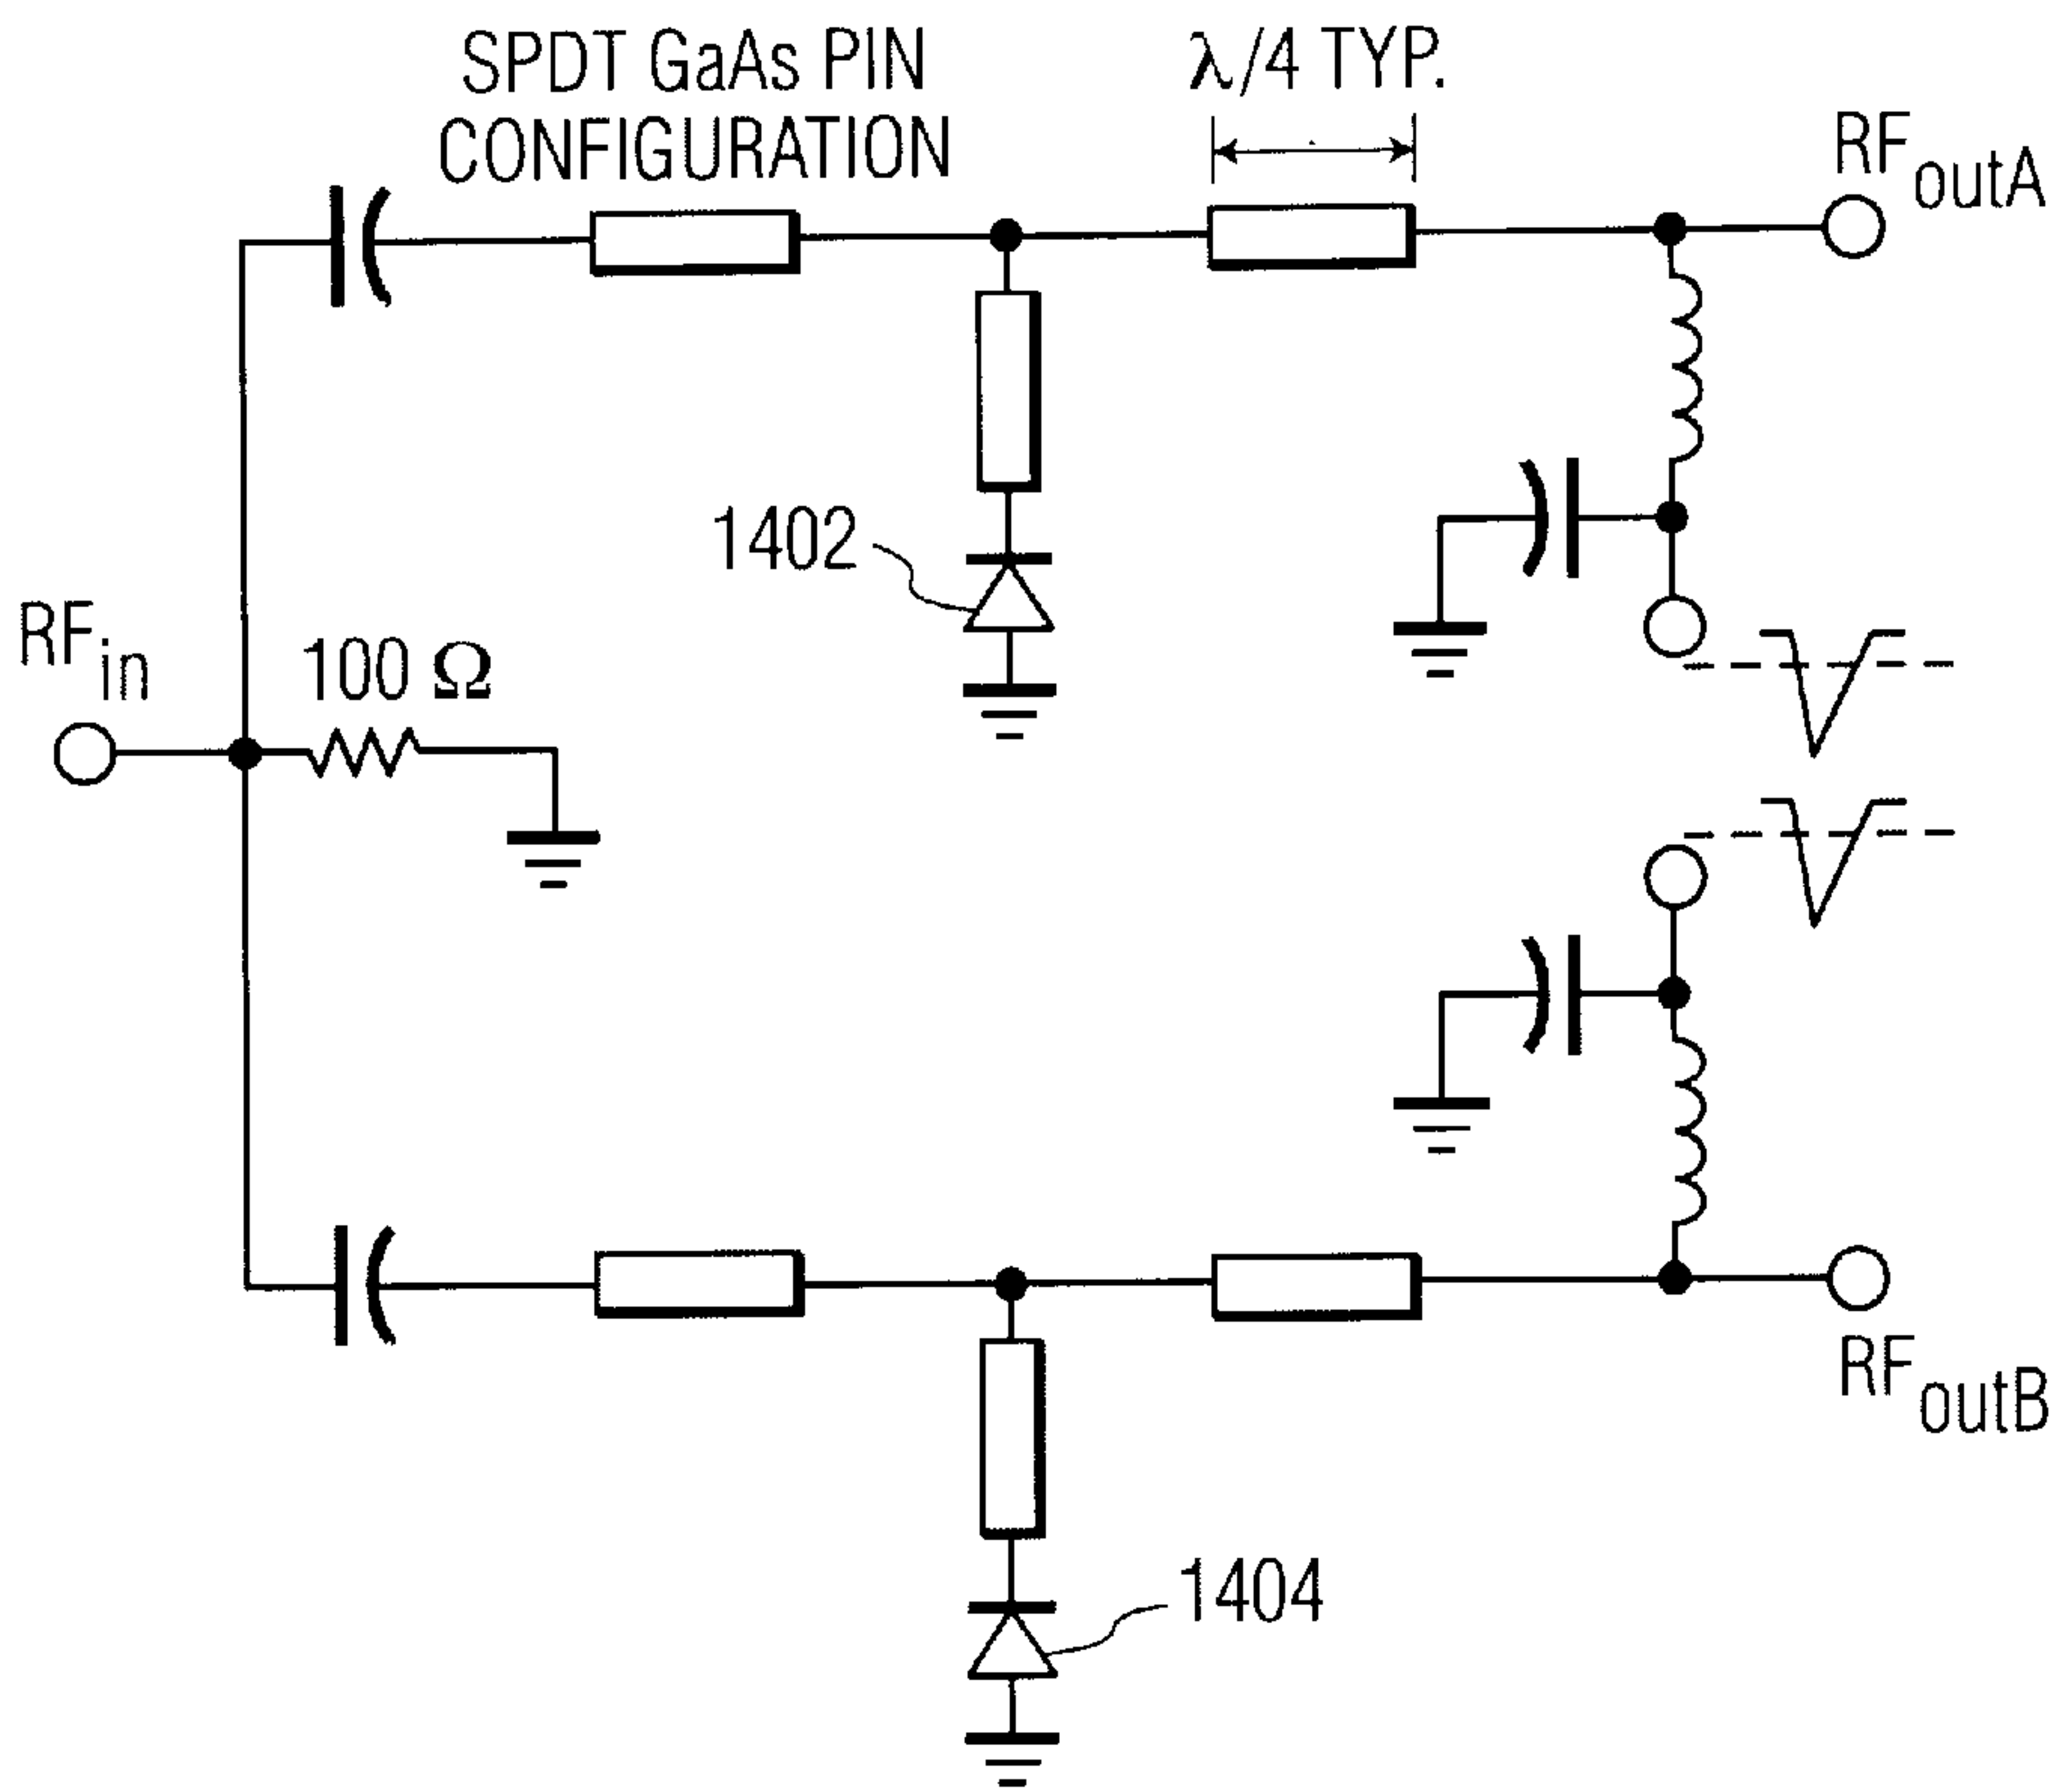 SPDT GaAs PIN
CONFIGURATION
λ/4 TYP.
RFoutA
1402
RFin
100 Ω
RFoutB
1404